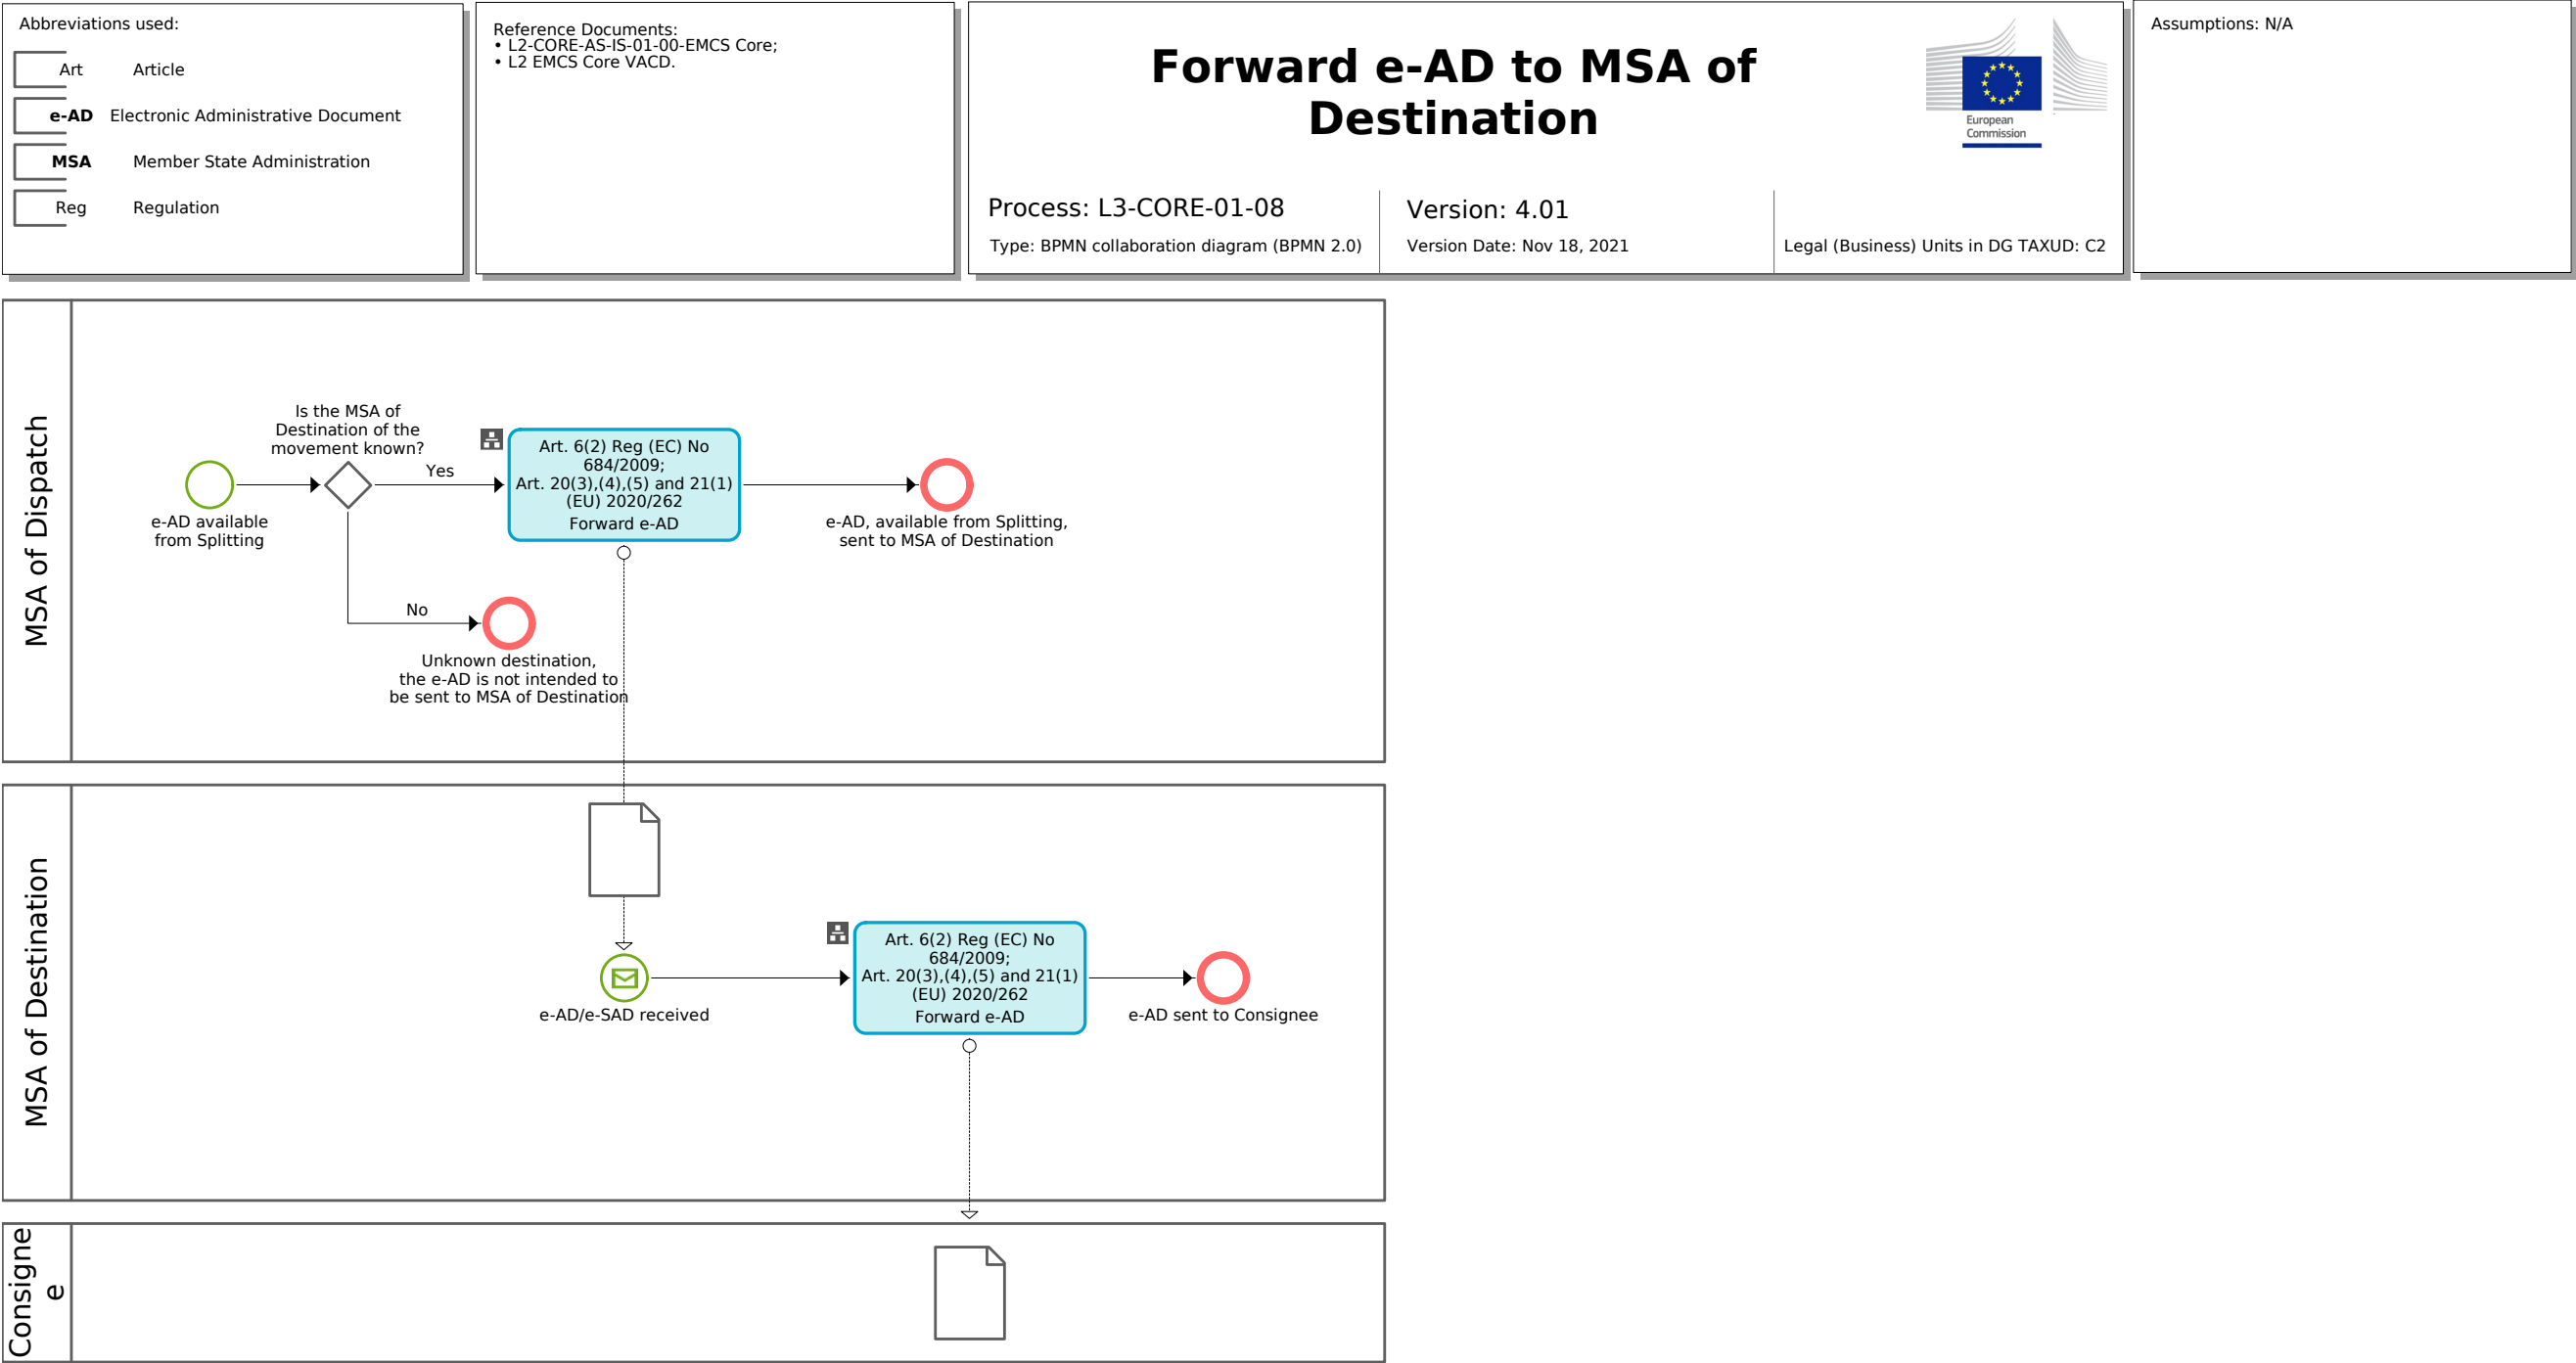 Abbreviations used:
Art Article
e-AD Electronic Administrative Document
MSA Member State Administration
Reg Regulation
Reference Documents:
• L2-CORE-AS-IS-01-00-EMCS Core;
• L2 EMCS Core VACD.
Forward e-AD to MSA of
Destination
European
Commission
Process: L3-CORE-01-08
Version: 4.01
Type: BPMN collaboration diagram (BPMN 2.0)
Version Date: Nov 18, 2021
Legal (Business) Units in DG TAXUD: C2
Assumptions: N/A
MSA of Dispatch
e-AD available
from Splitting
Is the MSA of
Destination of the
movement known?
Yes
No
Art. 6(2) Reg (EC) No
684/2009;
Art. 20(3),(4),(5) and 21(1)
(EU) 2020/262
Forward e-AD
e-AD, available from Splitting,
sent to MSA of Destination
Unknown destination,
the e-AD is not intended to
be sent to MSA of Destination
MSA of Destination
e-AD/e-SAD received
Art. 6(2) Reg (EC) No
684/2009;
Art. 20(3),(4),(5) and 21(1)
(EU) 2020/262
Forward e-AD
e-AD sent to Consignee
Consigne
e